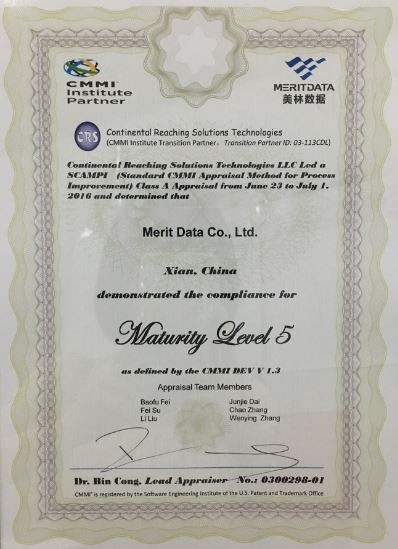 CMMI®
Institute
Partner
MERITDATA
美林数据
CRS
Continental Reaching Solutions Technologies
(CMMI Institute Transition Partner, Transition Partner ID: 03-113CDL)
Continental Reaching Solutions Technologies LLC Led a
SCAMPI (Standard CMMI Appraisal Method for Process
Improvement) Class A Appraisal from June 23 to July 1,
2016 and determined that
Merit Data Co., Ltd.
Xian, China
demonstrated the compliance for
Maturity Level 5
as defined by the CMMI DEV V 1.3
Appraisal Team Members
Baofu Fei Junjie Dai
Fei Su Chao Zhang
Li Liu Wenying Zhang
Dr. Bin Cong. Lead Appraiser No.: 0300298-01
CMMI® is registered by the Software Engineering Institute of the U.S. Patent and Trademark Office